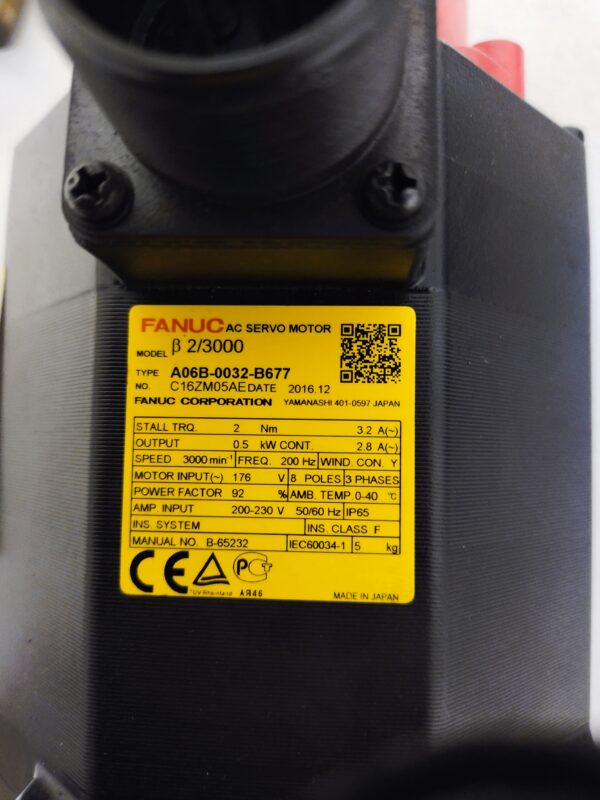 FANUC AC SERVO MOTOR
MODEL β 2/3000
TYPE A06B-0032-B677
NO. C16ZM05AE DATE 2016.12
FANUC CORPORATION YAMANASHI 401-0597 JAPAN
STALL TRQ. 2 Nm 3.2 A(~)
OUTPUT 0.5 kW CONT. 2.8 A(~)
SPEED 3000 min⁻¹ FREQ. 200 Hz WIND. CON. Y
MOTOR INPUT(~) 176 V 8 POLES 3 PHASES
POWER FACTOR 92 % AMB. TEMP. 0-40 ℃
AMP. INPUT 200-230 V 50/60 Hz IP65
INS. SYSTEM INS. CLASS F
MANUAL NO. B-65232 IEC60034-1 5 kg
CE PCT
TÜV Rheinland АЯ46 MADE IN JAPAN